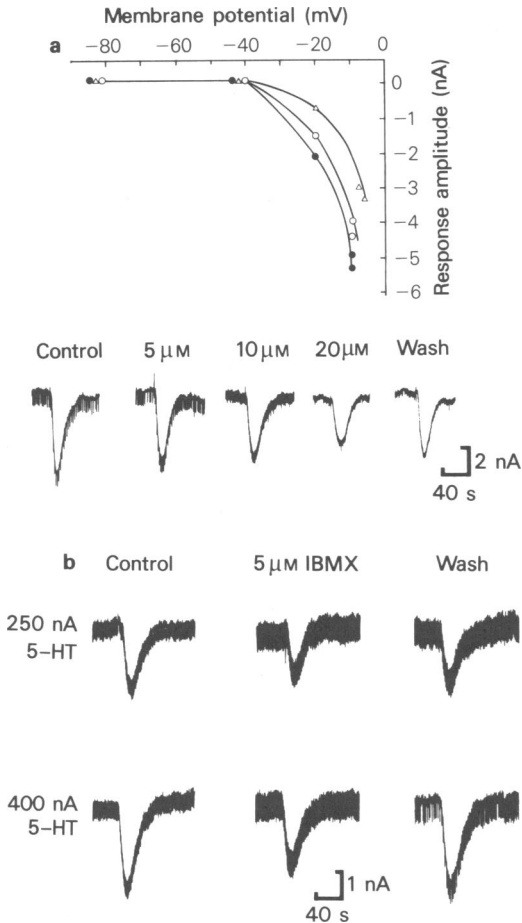 Membrane potential (mV)
a
−80 −60 −40 −20 0
0
−1
−2
−3
−4
−5
−6
Response amplitude (nA)
Control 5 μM 10 μM 20 μM Wash
2 nA
40 s
b Control 5 μM IBMX Wash
250 nA
5-HT
400 nA
5-HT
1 nA
40 s